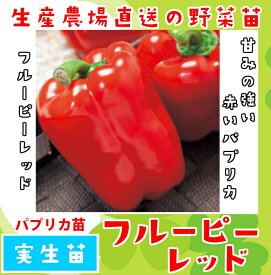 生産農場直送の野菜苗
甘みの強い
赤いパプリカ
フルーピーレッド
パプリカ苗
実生苗
フルーピー
レッド